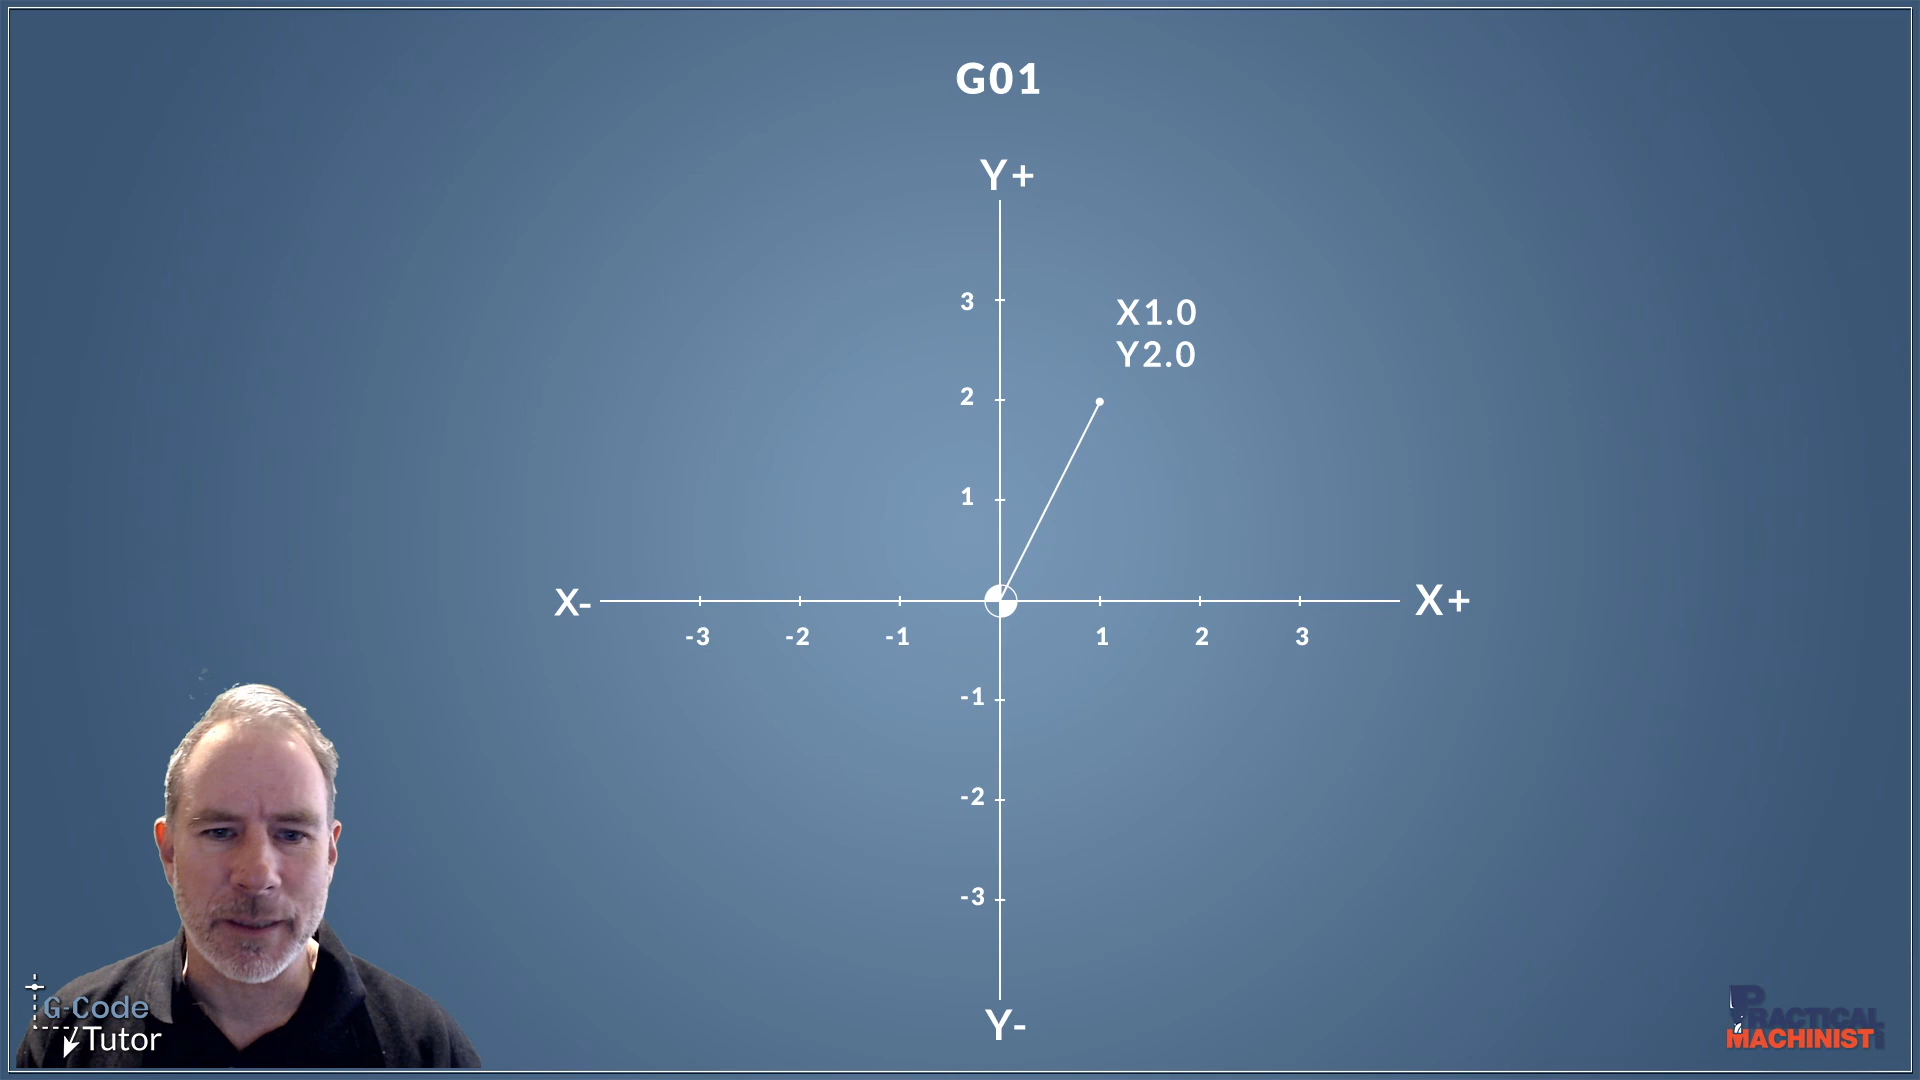 G01
Y+
3
X1.0
Y2.0
2
1
X-
X+
-3 -2 -1 1 2 3
-1
-2
-3
Y-
G-Code
Tutor
PRACTICAL
MACHINIST